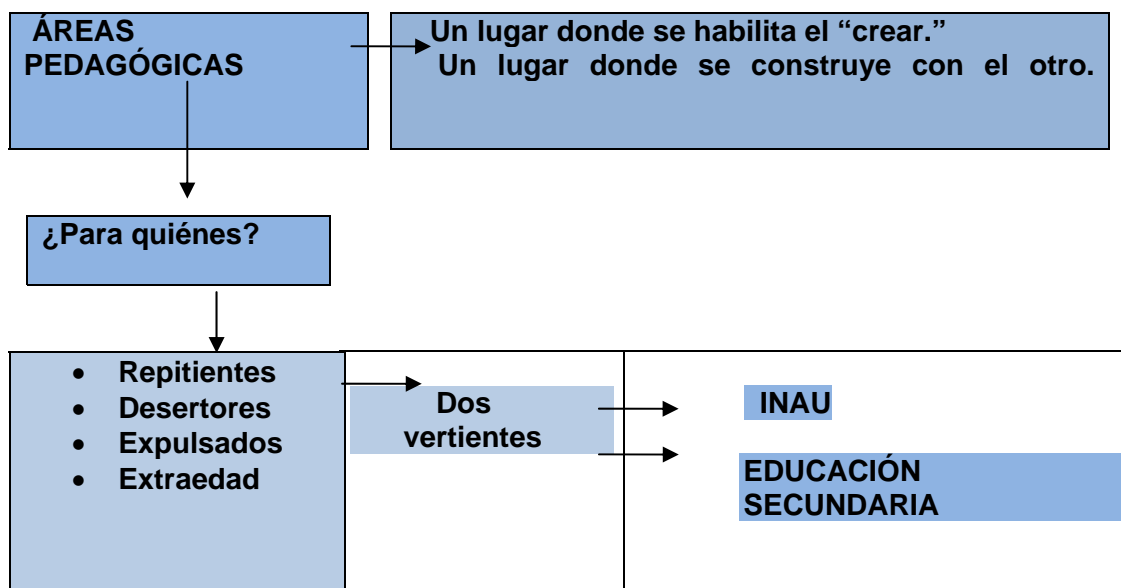 ÁREAS
PEDAGÓGICAS
Un lugar donde se habilita el “crear.”
Un lugar donde se construye con el otro.
¿Para quiénes?
• Repitientes
• Desertores
• Expulsados
• Extraedad
Dos
vertientes
INAU
EDUCACIÓN
SECUNDARIA